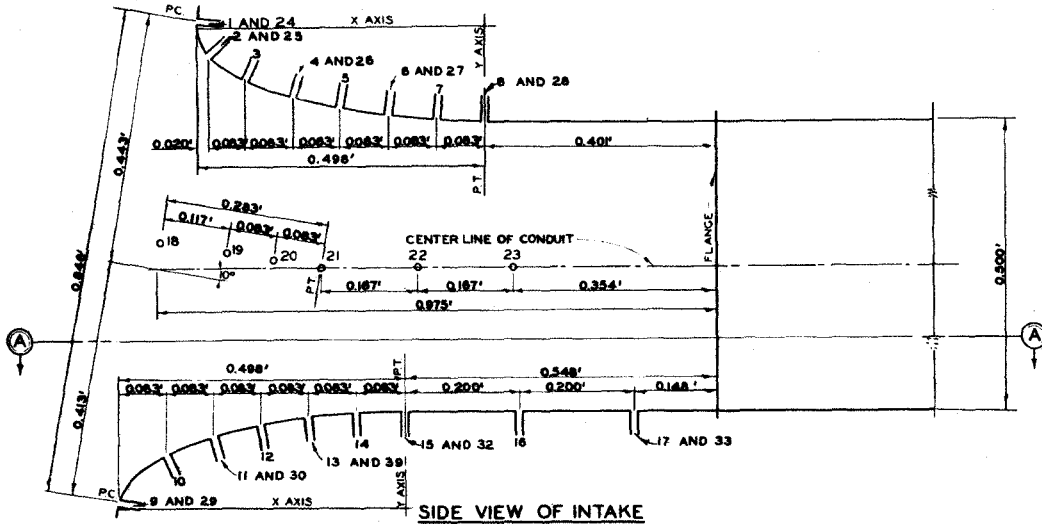 P.C.
X AXIS
1 AND 24
2 AND 25
3
4 AND 26
5
6 AND 27
7
8 AND 28
Y AXIS
0.020'
0.083' 0.083' 0.083' 0.083' 0.083' 0.083'
0.498'
0.401'
P.T.
0.443'
0.283'
0.117' 0.083' 0.083'
18
19
20
21
22
23
10°
P.T.
CENTER LINE OF CONDUIT
FLANGE
0.167' 0.167' 0.354'
0.975'
0.500'
0.413'
A
A
0.498'
P.T.
0.548'
0.083' 0.083' 0.083' 0.083' 0.083' 0.083'
0.200' 0.200' 0.148'
10
11 AND 30
12
13 AND 39
14
15 AND 32
16
17 AND 33
P.C.
9 AND 29
X AXIS
Y AXIS
SIDE VIEW OF INTAKE